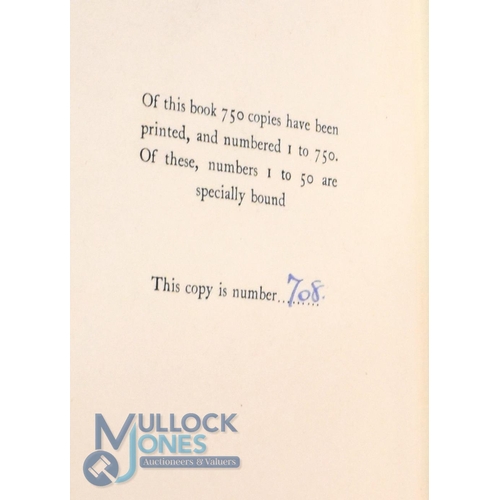 Of this book 750 copies have been
printed, and numbered 1 to 750.
Of these, numbers 1 to 50 are
specially bound
This copy is number...708.
MULLOCK
JONES
Auctioneers & Valuers